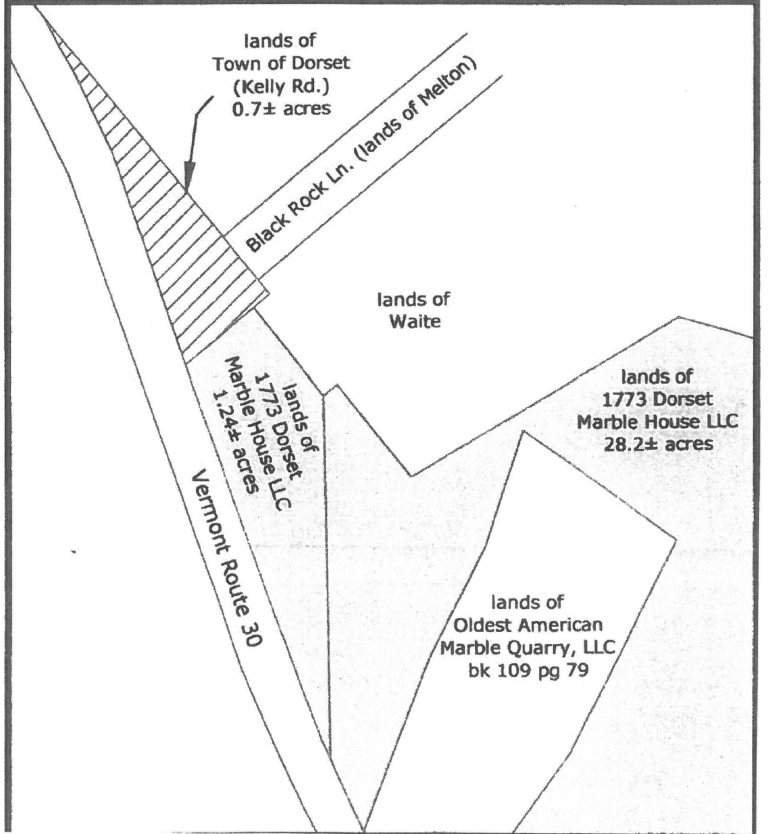 lands of
Town of Dorset
(Kelly Rd.)
0.7± acres
Black Rock Ln. (lands of Melton)
lands of
Waite
lands of
1773 Dorset
Marble House LLC
28.2± acres
lands of
1773 Dorset
Marble House LLC
1.24± acres
Vermont Route 30
lands of
Oldest American
Marble Quarry, LLC
bk 109 pg 79